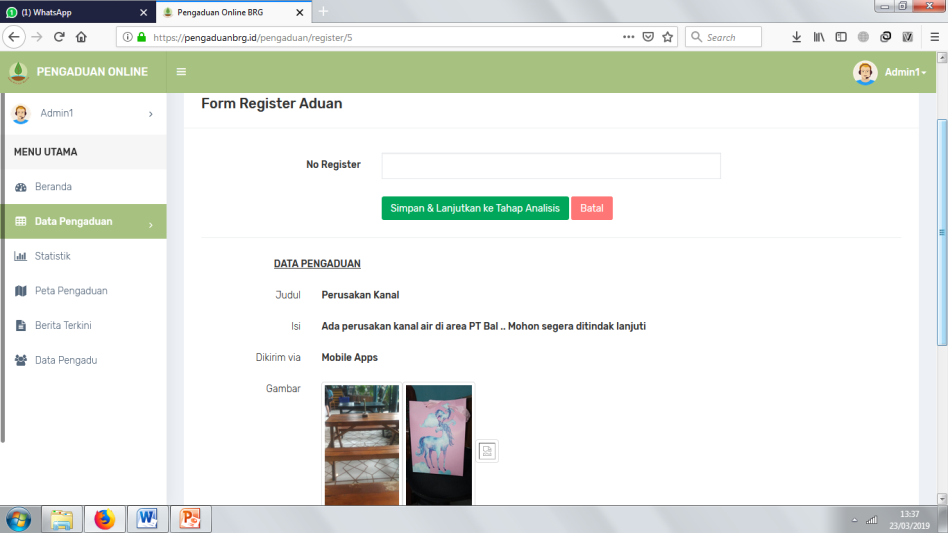 (1) WhatsApp
Pengaduan Online BRG
https://pengaduanbrg.id/pengaduan/register/5
Search
PENGADUAN ONLINE
Admin1
Admin1
MENU UTAMA
Beranda
Data Pengaduan
Statistik
Peta Pengaduan
Berita Terkini
Data Pengadu
Form Register Aduan
No Register
Simpan & Lanjutkan ke Tahap Analisis
Batal
DATA PENGADUAN
Judul Perusakan Kanal
Isi Ada perusakan kanal air di area PT Bal .. Mohon segera ditindak lanjuti
Dikirim via Mobile Apps
Gambar
13:37
23/03/2019